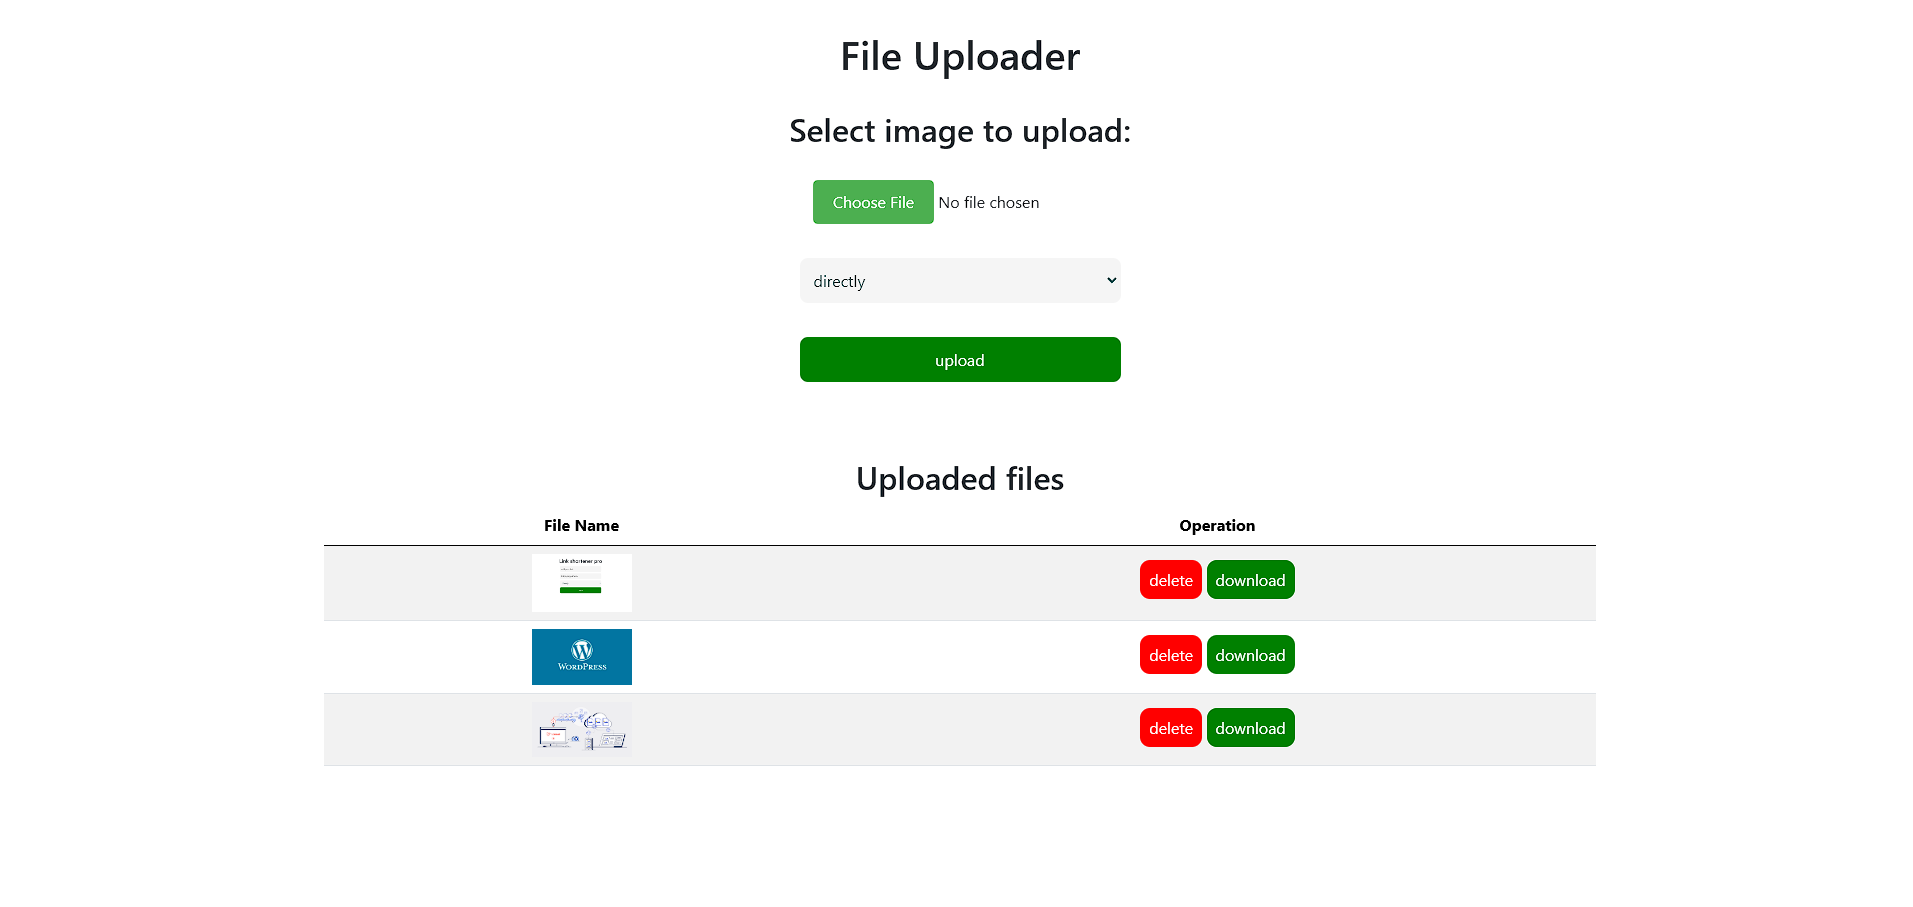 File Uploader
Select image to upload:
Choose File No file chosen
directly
upload
Uploaded files
File Name Operation
Link shortener pro
delete download
WORDPRESS
delete download
delete download